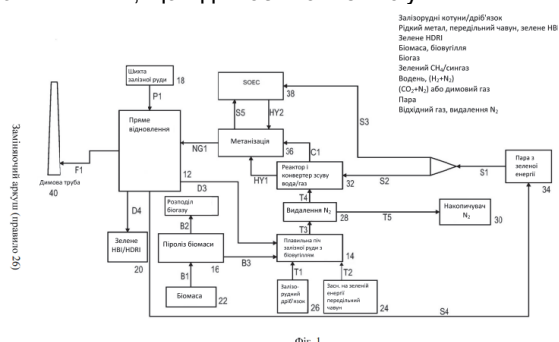 Залізорудні котуни/дріб'язок
Рідкий метал, передільний чавун, зелене HBI
Зелене HDRI
Біомаса, біовугілля
Біогаз
Зелений CH₄/сингаз
Водень, (H₂+N₂)
(CO₂+N₂) або димовий газ
Пара
Відхідний газ, видалення N₂
Шихта
залізної руди
18
P1
SOEC
38
S5
HY2
S3
Пряме
відновлення
12
NG1
Метанізація
36
C1
F1
Димова труба
40
HY1
Реактор і
конвертер зсуву
вода/газ
32
S2
S1
Пара з
зеленої
енергії
34
D3
T4
D4
Розподіл
біогазу
Видалення N₂
28
T5
Накопичувач
N₂
30
B2
T3
Зелене
HBI/HDRI
20
Піроліз біомаси
16
B3
Плавильна піч
залізної руди з
біовугіллям
14
B1
T1
T2
Біомаса
22
Залізо-
рудний
дріб'язок
26
Засн. на зеленій
енергії
передільний
чавун
24
S4
Фіг. 1
Замінюючий аркуш (правило 26)